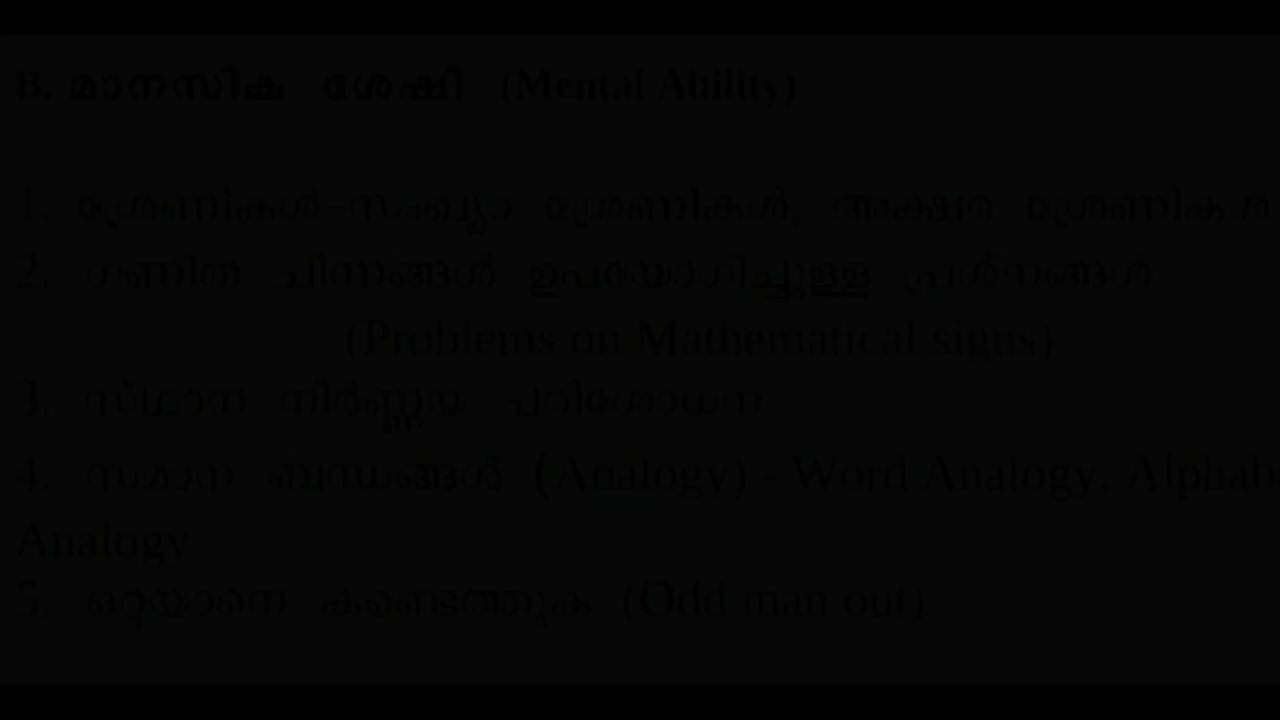 B. മാനസിക ശേഷി (Mental Ability)
1. ശ്രേണികൾ–സംഖ്യാ ശ്രേണികൾ, അക്ഷര ശ്രേണികൾ
2. ഗണിത ചിന്നങ്ങൾ ഉപയോഗിച്ചുള്ള പ്രശ്നങ്ങൾ
(Problems on Mathematical signs)
3. സ്ഥാന നിർണ്ണയ പരിശോധന
4. സമാന ബന്ധങ്ങൾ (Analogy) - Word Analogy, Alphab
Analogy
5. ഒറ്റയാനെ കണ്ടെത്തുക (Odd man out)